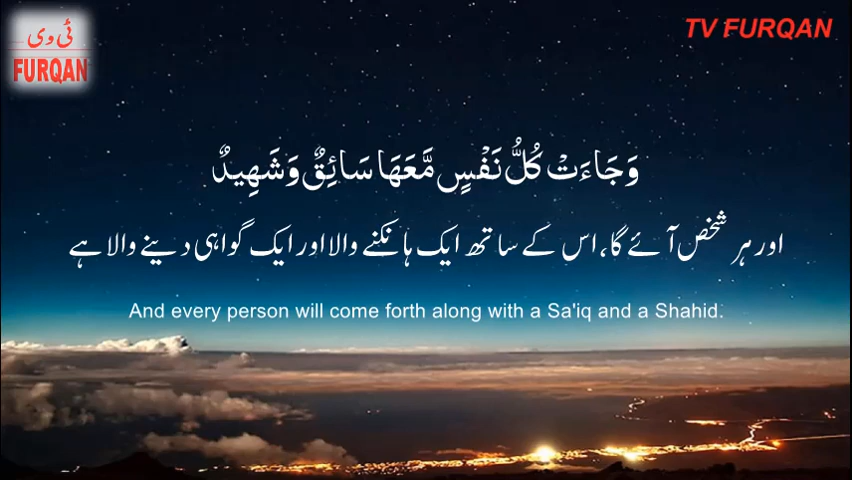 ٹی وی
FURQAN
TV FURQAN
وَجَاءَتْ كُلُّ نَفْسٍ مَّعَهَا سَائِقٌ وَشَهِيدٌ
اور ہر شخص آئے گا، اس کے ساتھ ایک ہانکنے والا اور ایک گواہی دینے والا ہے
And every person will come forth along with a Sa'iq and a Shahid.